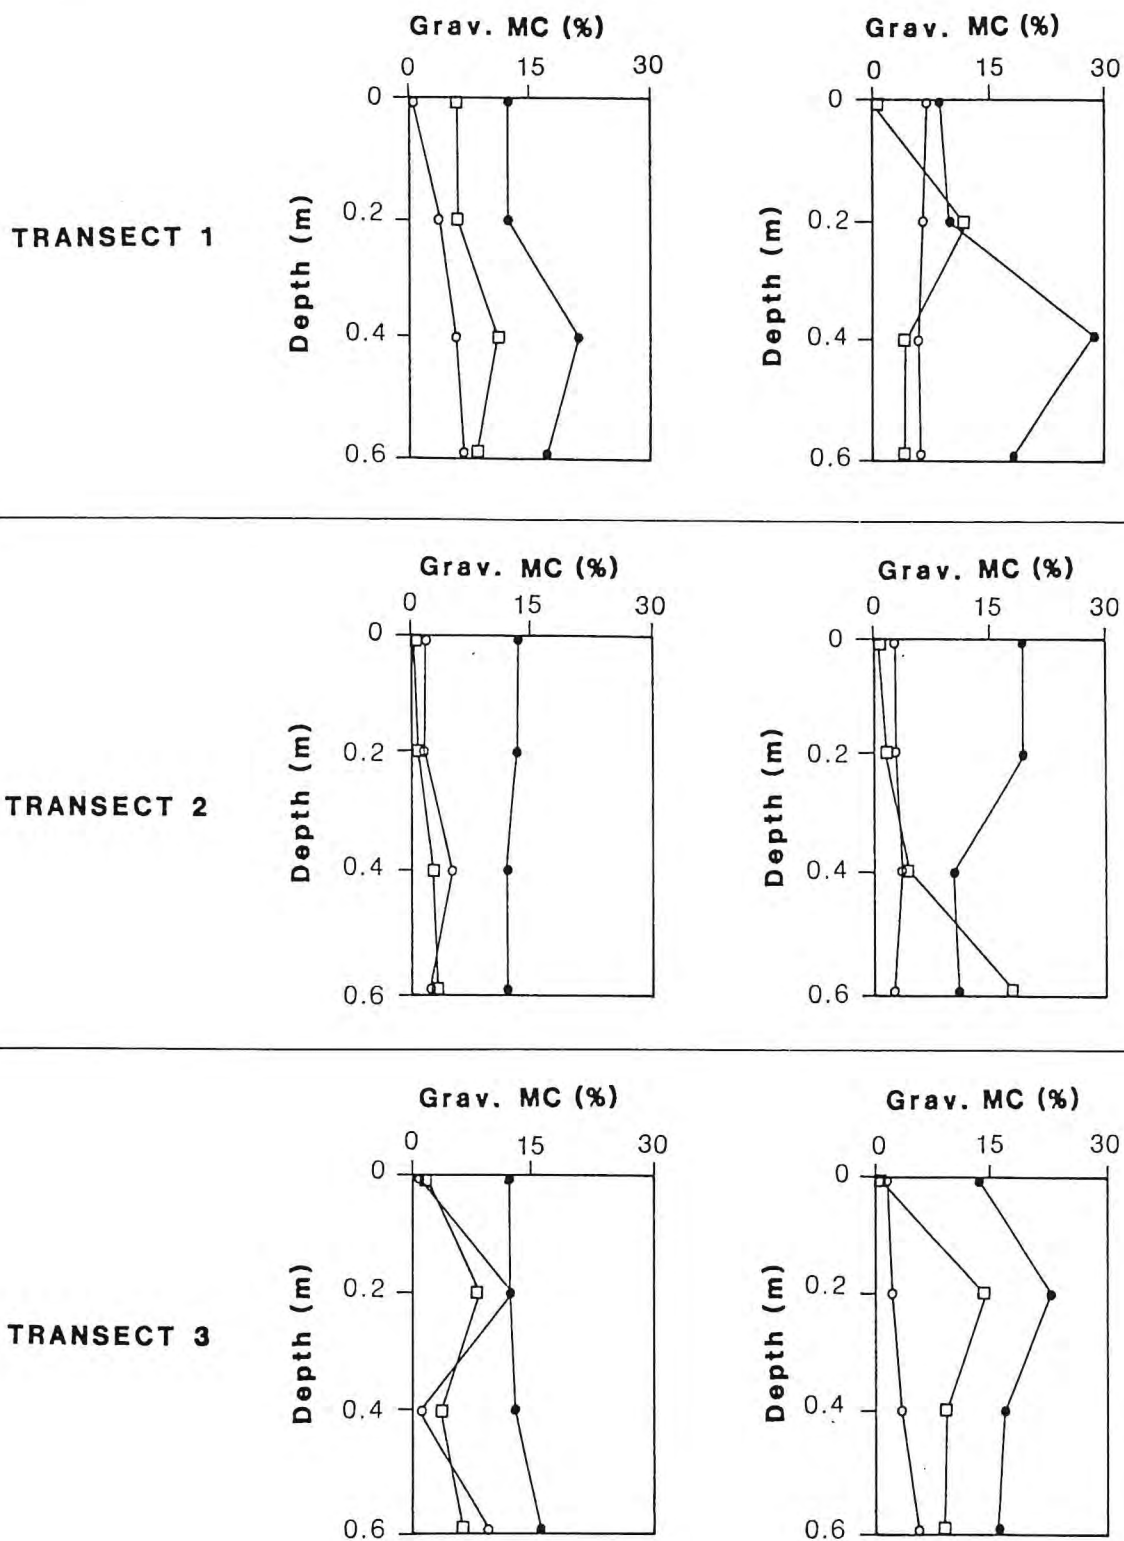 Grav. MC (%) Grav. MC (%)
0 15 30 0 15 30
0 0
0.2 0.2
TRANSECT 1 Depth (m) Depth (m)
0.4 0.4
0.6 0.6
Grav. MC (%) Grav. MC (%)
0 15 30 0 15 30
0 0
0.2 0.2
TRANSECT 2 Depth (m) Depth (m)
0.4 0.4
0.6 0.6
Grav. MC (%) Grav. MC (%)
0 15 30 0 15 30
0 0
0.2 0.2
TRANSECT 3 Depth (m) Depth (m)
0.4 0.4
0.6 0.6